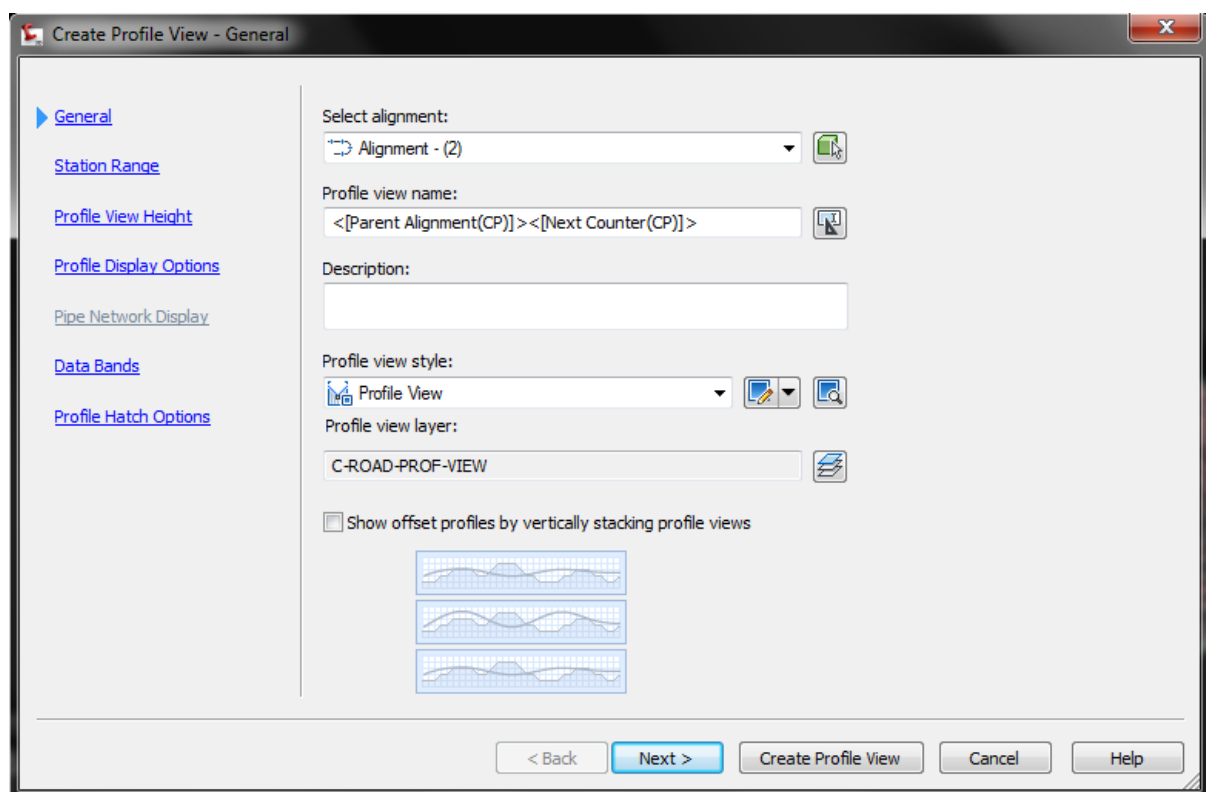 Create Profile View - General
General
Station Range
Profile View Height
Profile Display Options
Pipe Network Display
Data Bands
Profile Hatch Options
Select alignment:
Alignment - (2)
Profile view name:
<[Parent Alignment(CP)]><[Next Counter(CP)]>
Description:
Profile view style:
Profile View
Profile view layer:
C-ROAD-PROF-VIEW
Show offset profiles by vertically stacking profile views
< Back Next > Create Profile View Cancel Help